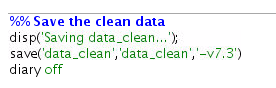 %% Save the clean data
disp('Saving data_clean...');
save('data_clean','data_clean','-v7.3')
diary off